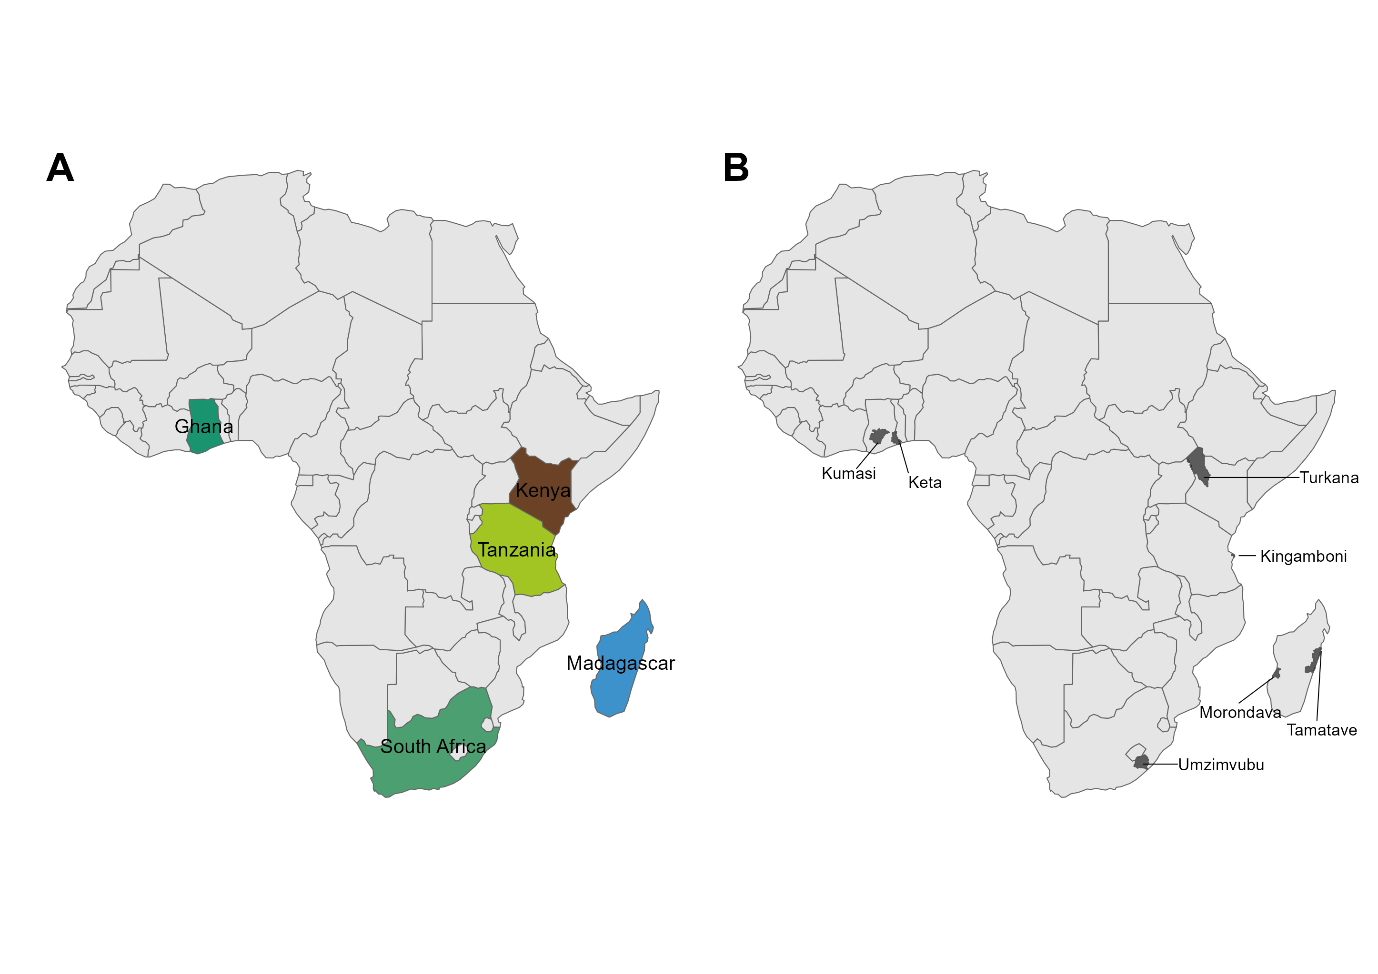 A
Ghana
Kenya
Tanzania
Madagascar
South Africa
B
Kumasi
Keta
Turkana
Kingamboni
Morondava
Tamatave
Umzimvubu